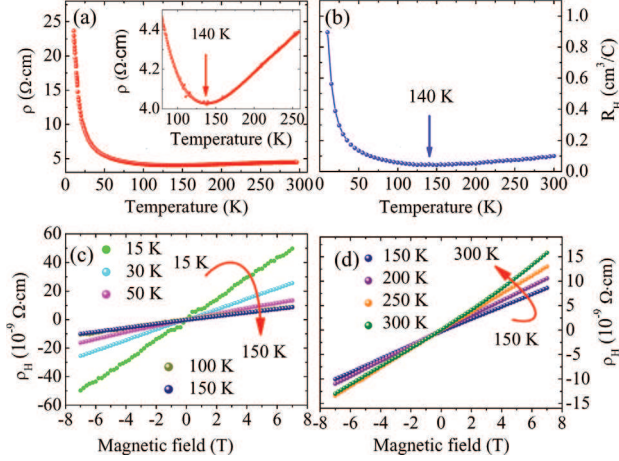 (a)
ρ (Ω·cm)
25
20
15
10
5
0
50
100
150
200
250
300
Temperature (K)
ρ (Ω·cm)
4.4
4.2
4.0
100
150
200
250
Temperature (K)
140 K
(b)
140 K
R_H (cm³/C)
1.0
0.8
0.6
0.4
0.2
0.0
0
50
100
150
200
250
300
Temperature (K)
(c)
ρ_H (10⁻⁹ Ω·cm)
60
40
20
0
-20
-40
-60
15 K
30 K
50 K
15 K
150 K
100 K
150 K
-8
-6
-4
-2
0
2
4
6
8
Magnetic field (T)
(d)
150 K
200 K
250 K
300 K
300 K
150 K
ρ_H (10⁻⁹ Ω·cm)
15
10
5
0
-5
-10
-15
-8
-6
-4
-2
0
2
4
6
8
Magnetic field (T)